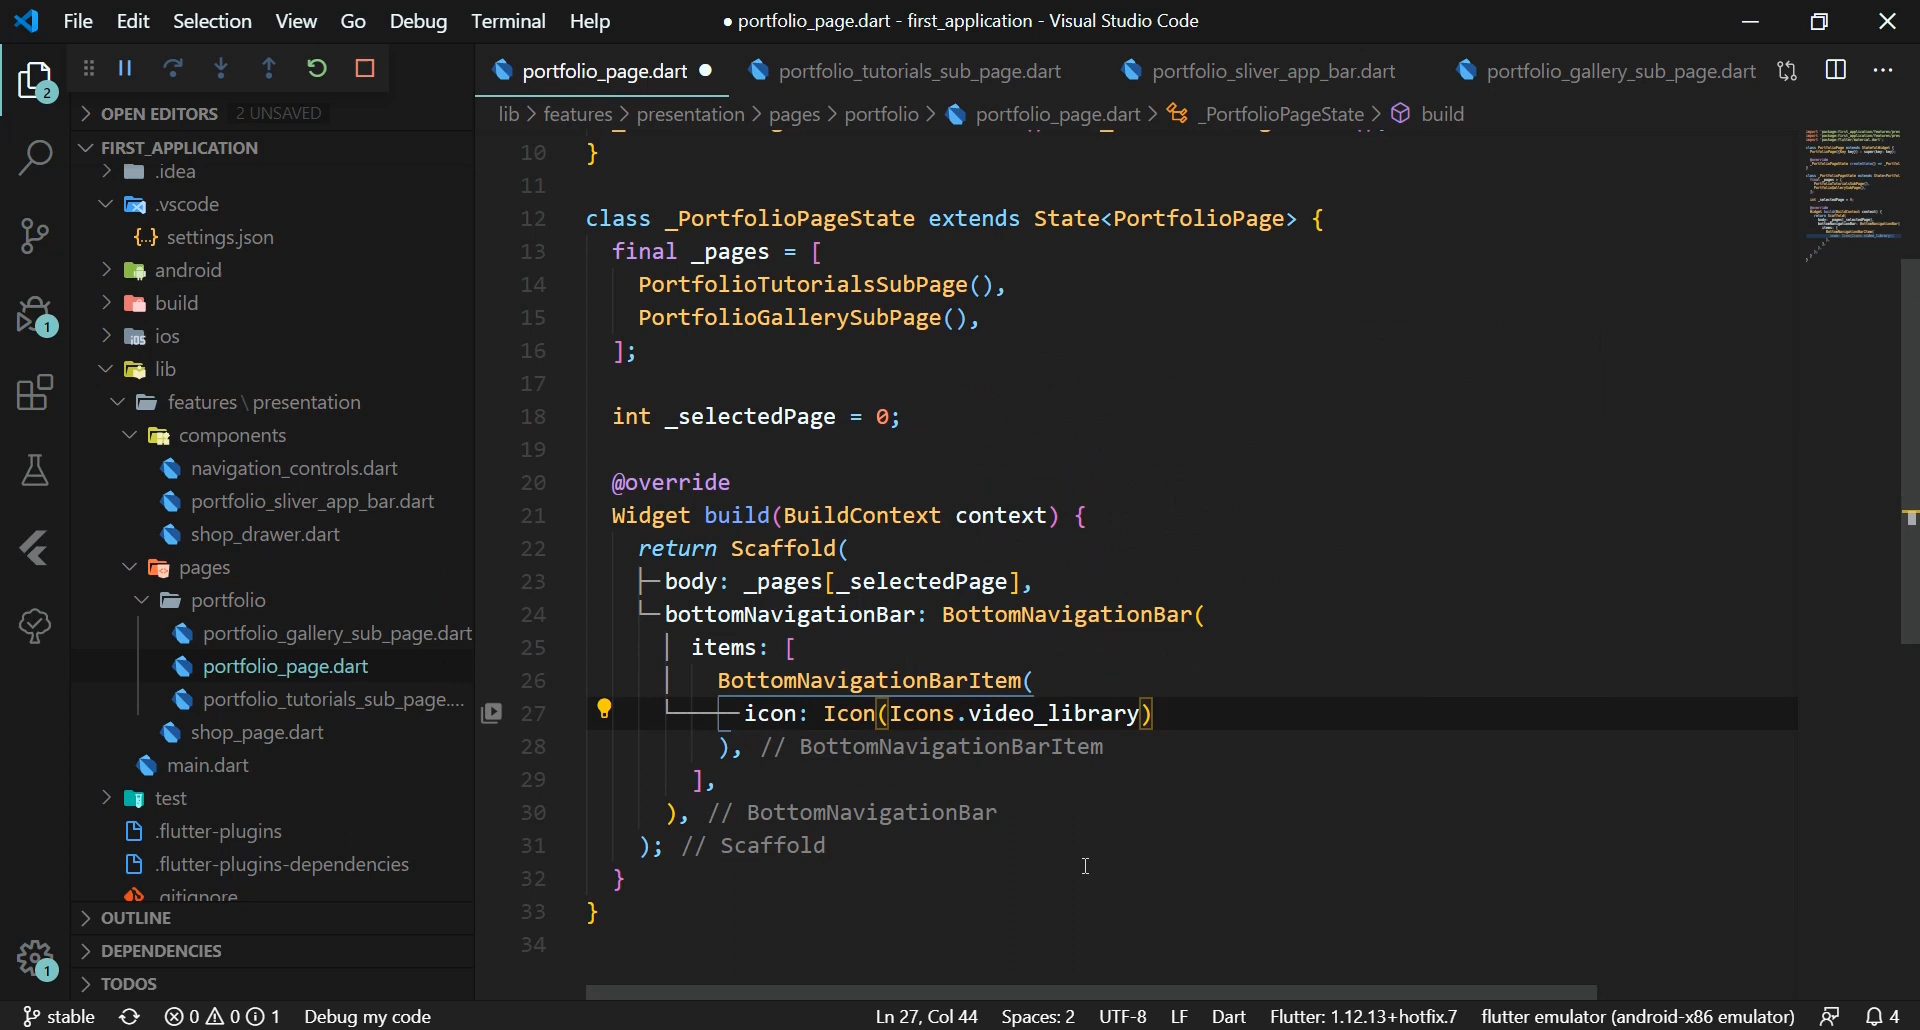 File Edit Selection View Go Debug Terminal Help
● portfolio_page.dart - first_application - Visual Studio Code
portfolio_page.dart ● portfolio_tutorials_sub_page.dart portfolio_sliver_app_bar.dart portfolio_gallery_sub_page.dart
lib > features > presentation > pages > portfolio > portfolio_page.dart > _PortfolioPageState > build
2
1
1
OPEN EDITORS 2 UNSAVED
FIRST_APPLICATION
.idea
.vscode
settings.json
android
build
ios
lib
features \ presentation
components
navigation_controls.dart
portfolio_sliver_app_bar.dart
shop_drawer.dart
pages
portfolio
portfolio_gallery_sub_page.dart
portfolio_page.dart
portfolio_tutorials_sub_page....
shop_page.dart
main.dart
test
.flutter-plugins
.flutter-plugins-dependencies
.gitignore
OUTLINE
DEPENDENCIES
TODOS
10 }
11
12 class _PortfolioPageState extends State<PortfolioPage> {
13 final _pages = [
14 PortfolioTutorialsSubPage(),
15 PortfolioGallerySubPage(),
16 ];
17
18 int _selectedPage = 0;
19
20 @override
21 Widget build(BuildContext context) {
22 return Scaffold(
23 body: _pages[_selectedPage],
24 bottomNavigationBar: BottomNavigationBar(
25 items: [
26 BottomNavigationBarItem(
27 icon: Icon(Icons.video_library)
28 ), // BottomNavigationBarItem
29 ],
30 ), // BottomNavigationBar
31 ); // Scaffold
32 }
33 }
34
stable 0 0 1 Debug my code Ln 27, Col 44 Spaces: 2 UTF-8 LF Dart Flutter: 1.12.13+hotfix.7 flutter emulator (android-x86 emulator) 4